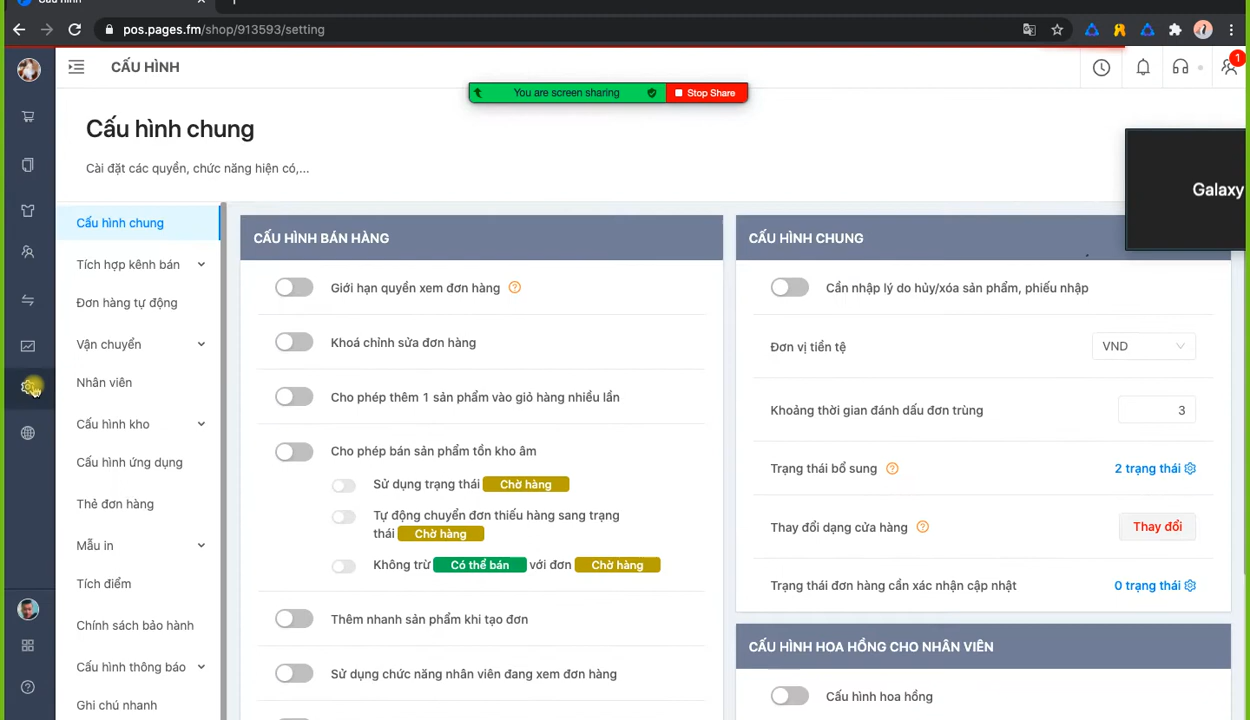 Cấu hình
pos.pages.fm/shop/913593/setting
CẤU HÌNH
You are screen sharing
Stop Share
1
Cấu hình chung
Cài đặt các quyền, chức năng hiện có,...
Galaxy
Cấu hình chung
Tích hợp kênh bán
Đơn hàng tự động
Vận chuyển
Nhân viên
Cấu hình kho
Cấu hình ứng dụng
Thẻ đơn hàng
Mẫu in
Tích điểm
Chính sách bảo hành
Cấu hình thông báo
Ghi chú nhanh
CẤU HÌNH BÁN HÀNG
Giới hạn quyền xem đơn hàng
Khoá chỉnh sửa đơn hàng
Cho phép thêm 1 sản phẩm vào giỏ hàng nhiều lần
Cho phép bán sản phẩm tồn kho âm
Sử dụng trạng thái Chờ hàng
Tự động chuyển đơn thiếu hàng sang trạng
thái Chờ hàng
Không trừ Có thể bán với đơn Chờ hàng
Thêm nhanh sản phẩm khi tạo đơn
Sử dụng chức năng nhân viên đang xem đơn hàng
CẤU HÌNH CHUNG
Cần nhập lý do hủy/xóa sản phẩm, phiếu nhập
Đơn vị tiền tệ VND
Khoảng thời gian đánh dấu đơn trùng 3
Trạng thái bổ sung 2 trạng thái
Thay đổi dạng cửa hàng Thay đổi
Trạng thái đơn hàng cần xác nhận cập nhật 0 trạng thái
CẤU HÌNH HOA HỒNG CHO NHÂN VIÊN
Cấu hình hoa hồng